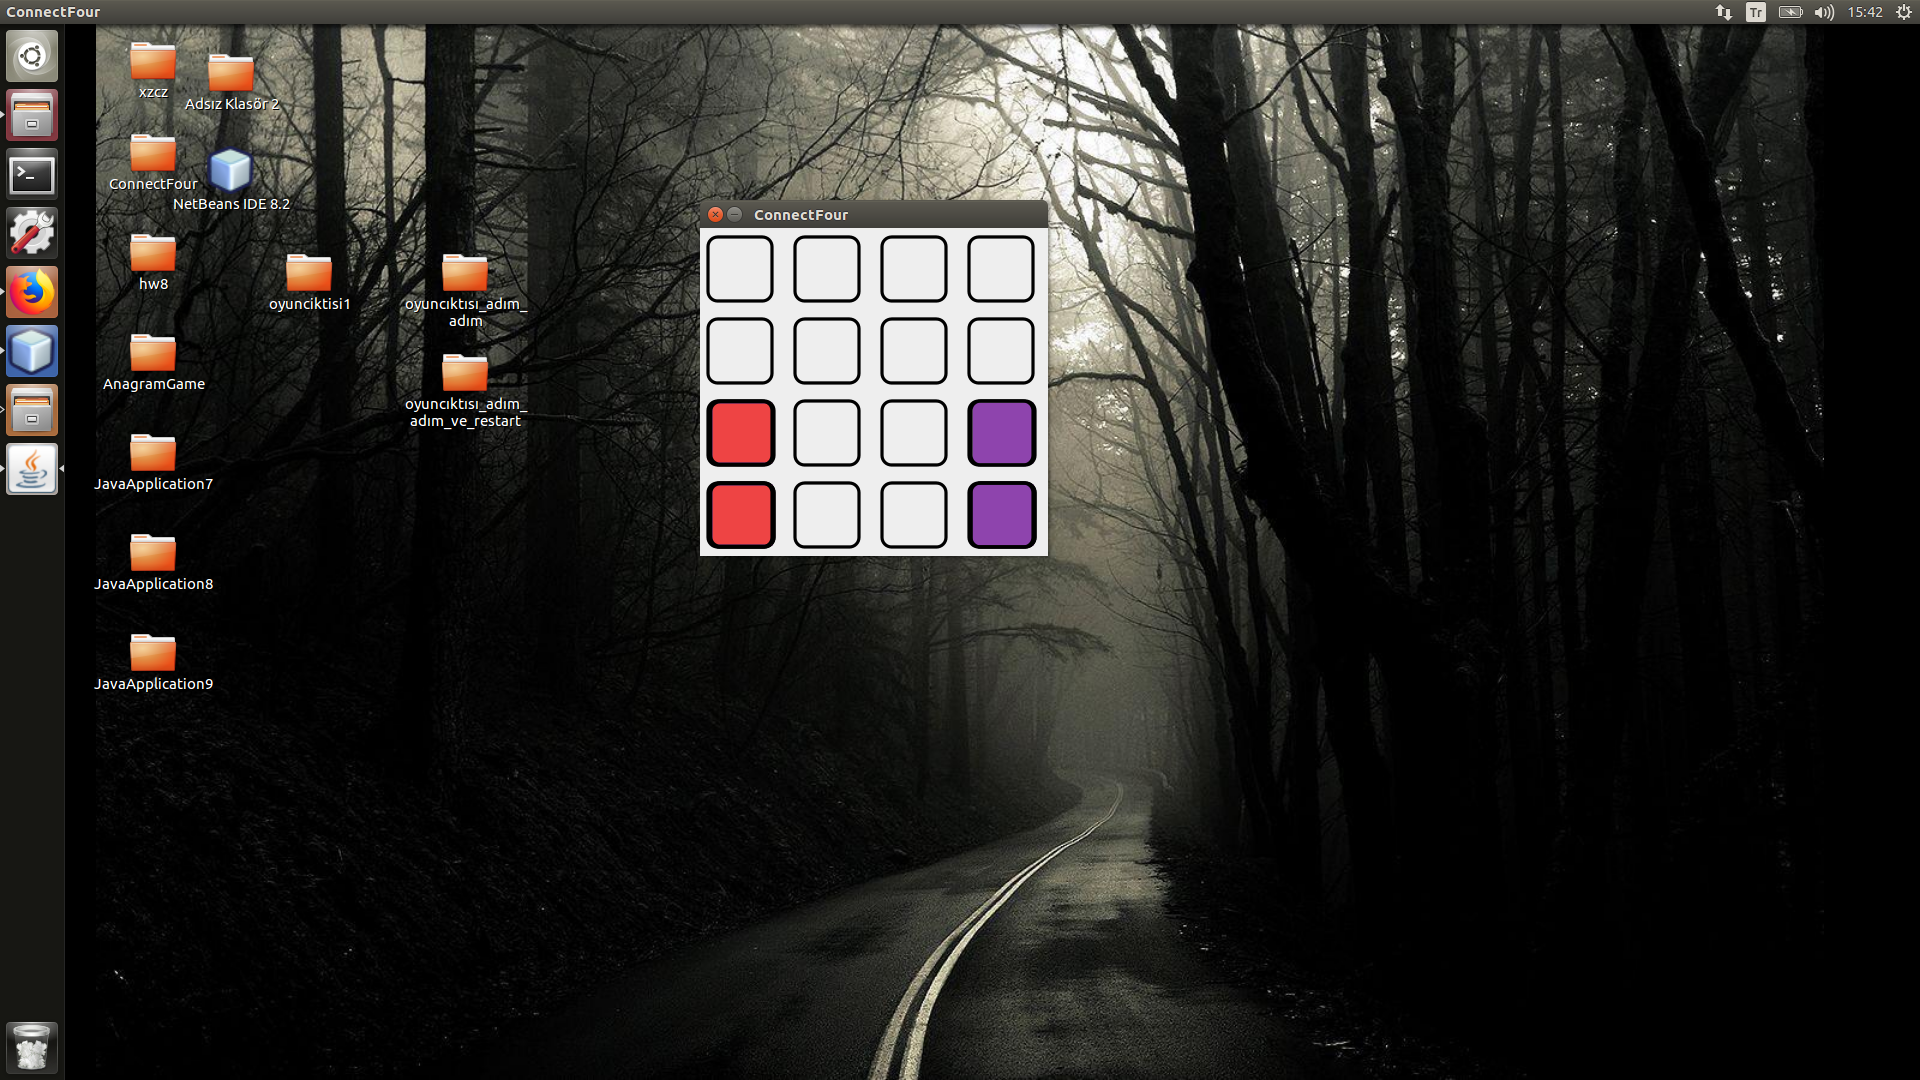 ConnectFour
Tr
15:42
xzcz
Adsız Klasör 2
ConnectFour
NetBeans IDE 8.2
hw8
oyunciktisi1
oyuncıktısı_adım_
adım
AnagramGame
oyuncıktısı_adım_
adım_ve_restart
JavaApplication7
JavaApplication8
JavaApplication9
ConnectFour